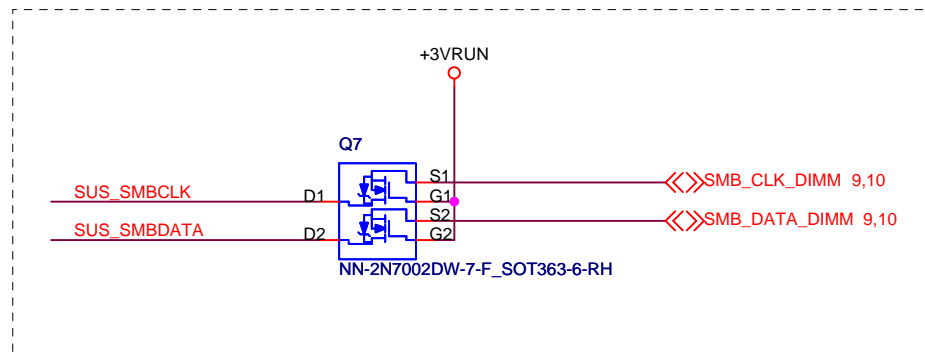 +3VRUN
Q7
S1
SMB_CLK_DIMM 9,10
SUS_SMBCLK
D1
G1
S2
SMB_DATA_DIMM 9,10
SUS_SMBDATA
D2
G2
NN-2N7002DW-7-F_SOT363-6-RH